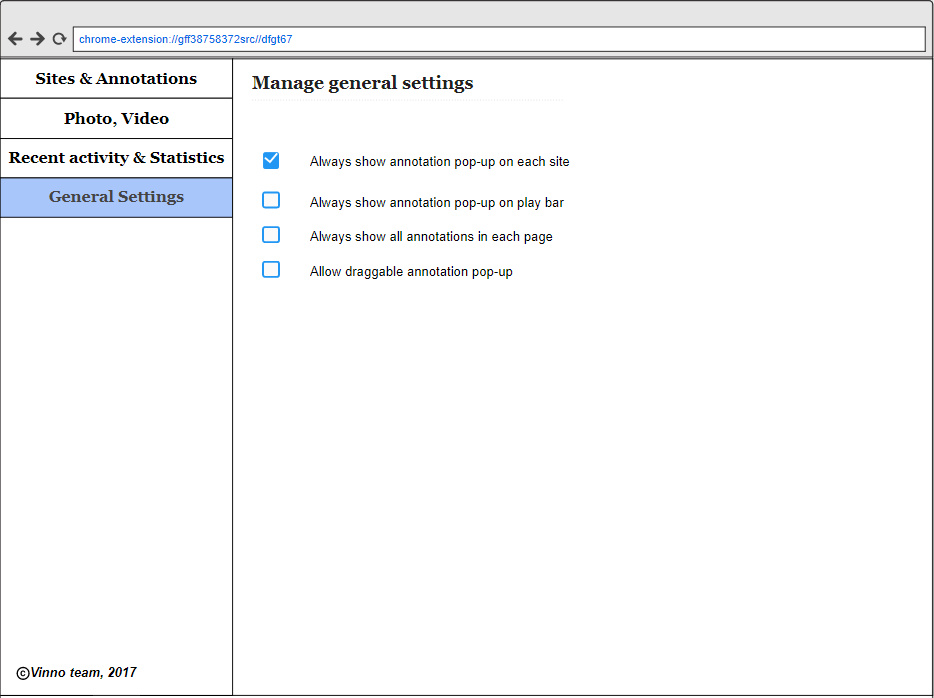 chrome-extension://gff38758372src//dfgt67
Sites & Annotations
Photo, Video
Recent activity & Statistics
General Settings
Manage general settings
Always show annotation pop-up on each site
Always show annotation pop-up on play bar
Always show all annotations in each page
Allow draggable annotation pop-up
©Vinno team, 2017